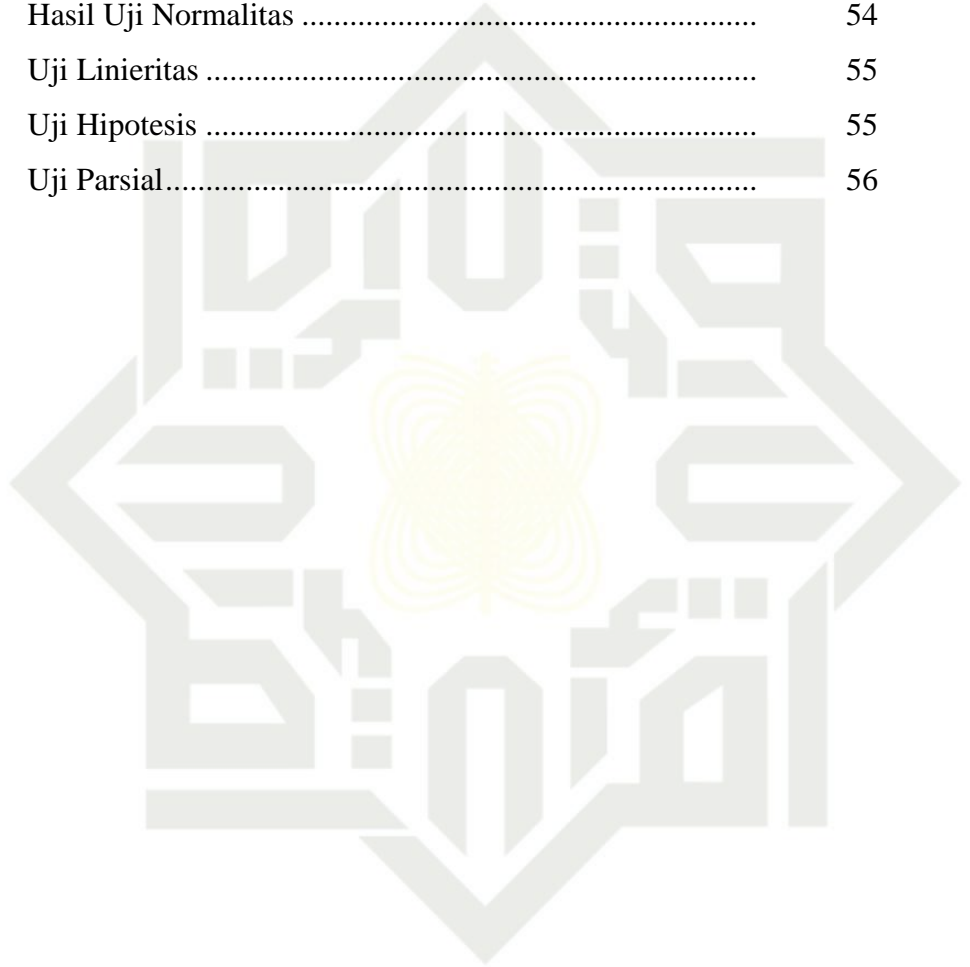 Hasil Uji Normalitas ......................................................... 54
Uji Linieritas ..................................................................... 55
Uji Hipotesis ..................................................................... 55
Uji Parsial.......................................................................... 56